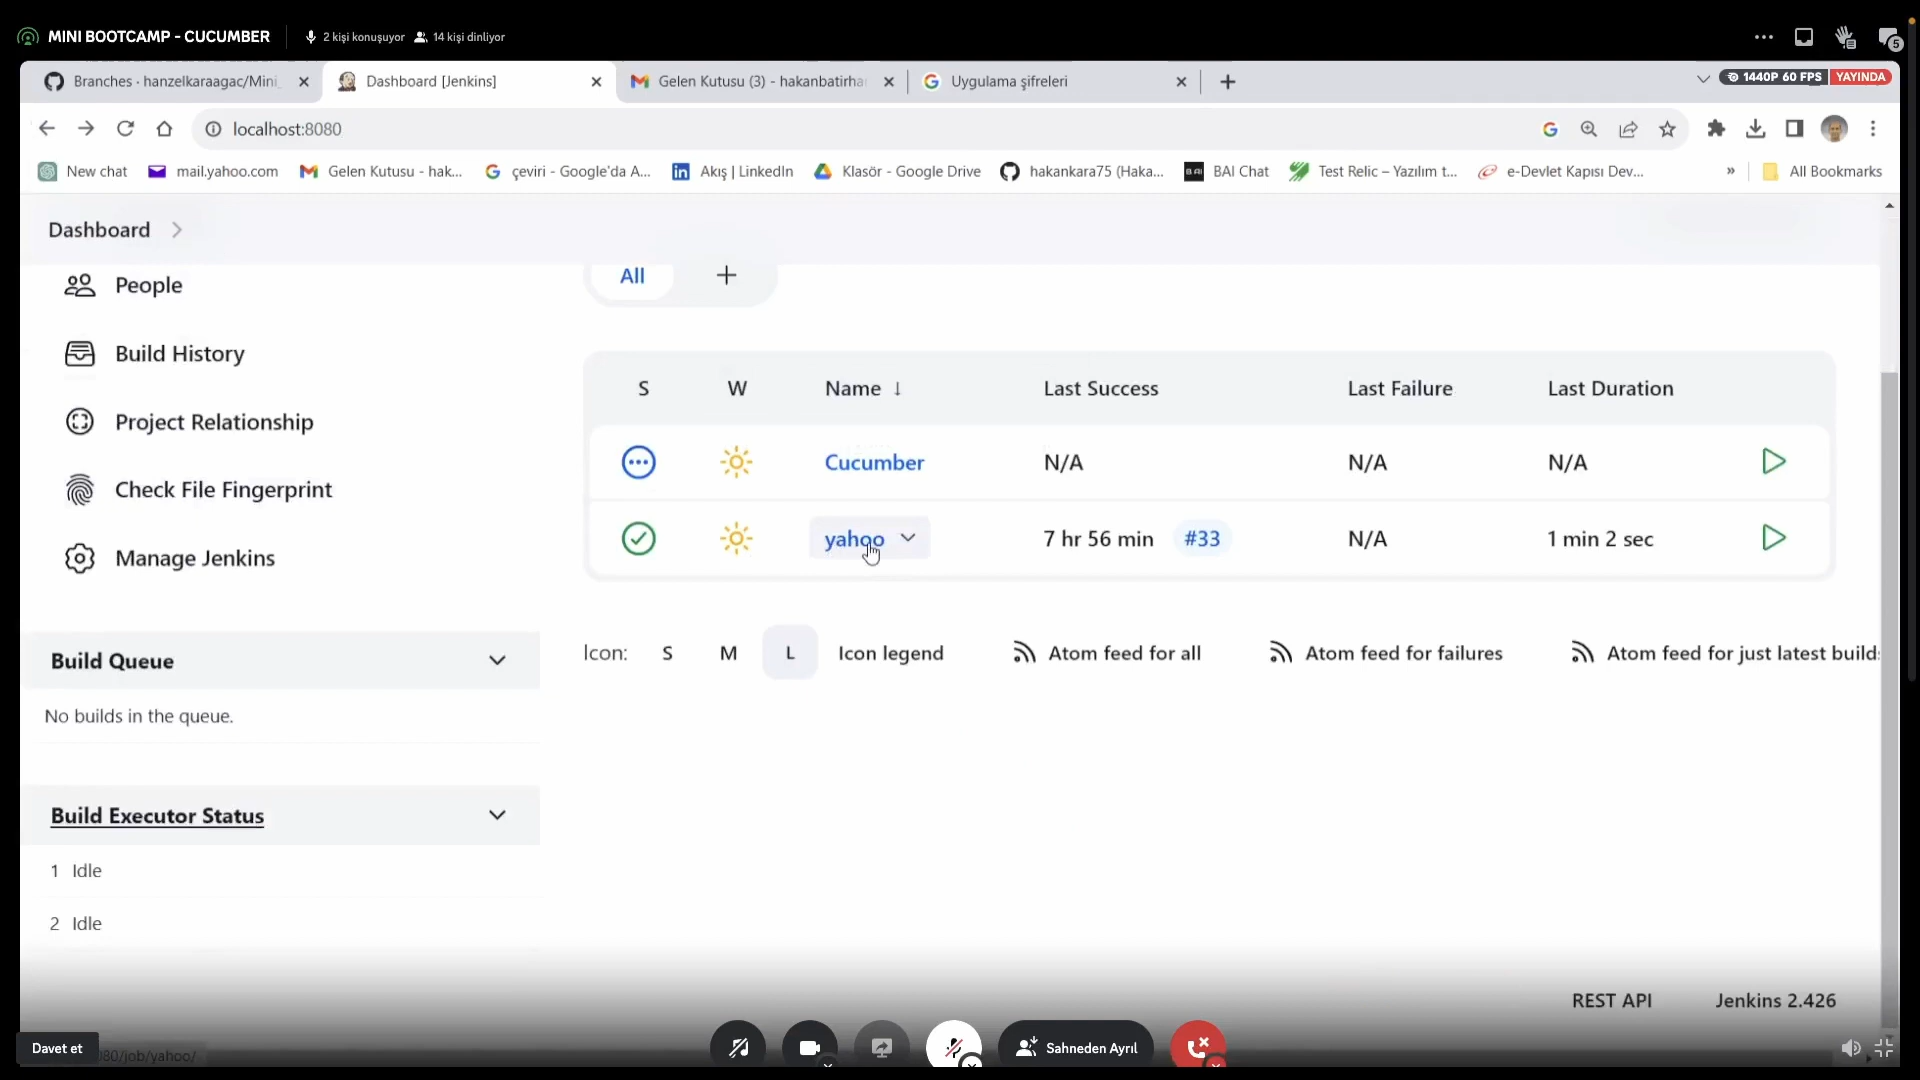 MINI BOOTCAMP - CUCUMBER
2 kişi konuşuyor
14 kişi dinliyor
5
Branches · hanzelkaraagac/Mini_
Dashboard [Jenkins]
Gelen Kutusu (3) - hakanbatirha
Uygulama şifreleri
1440P 60 FPS
YAYINDA
localhost:8080
New chat
mail.yahoo.com
Gelen Kutusu - hak...
çeviri - Google'da A...
Akış | LinkedIn
Klasör - Google Drive
hakankara75 (Haka...
BAI Chat
Test Relic – Yazılım t...
e-Devlet Kapısı Dev...
»
All Bookmarks
Dashboard
People
Build History
Project Relationship
Check File Fingerprint
Manage Jenkins
Build Queue
No builds in the queue.
Build Executor Status
1 Idle
2 Idle
All +
S W Name ↓ Last Success Last Failure Last Duration
Cucumber N/A N/A N/A
yahoo 7 hr 56 min #33 N/A 1 min 2 sec
Icon: S M L Icon legend Atom feed for all Atom feed for failures Atom feed for just latest build
REST API Jenkins 2.426
Davet et
80/job/yahoo/
Sahneden Ayrıl